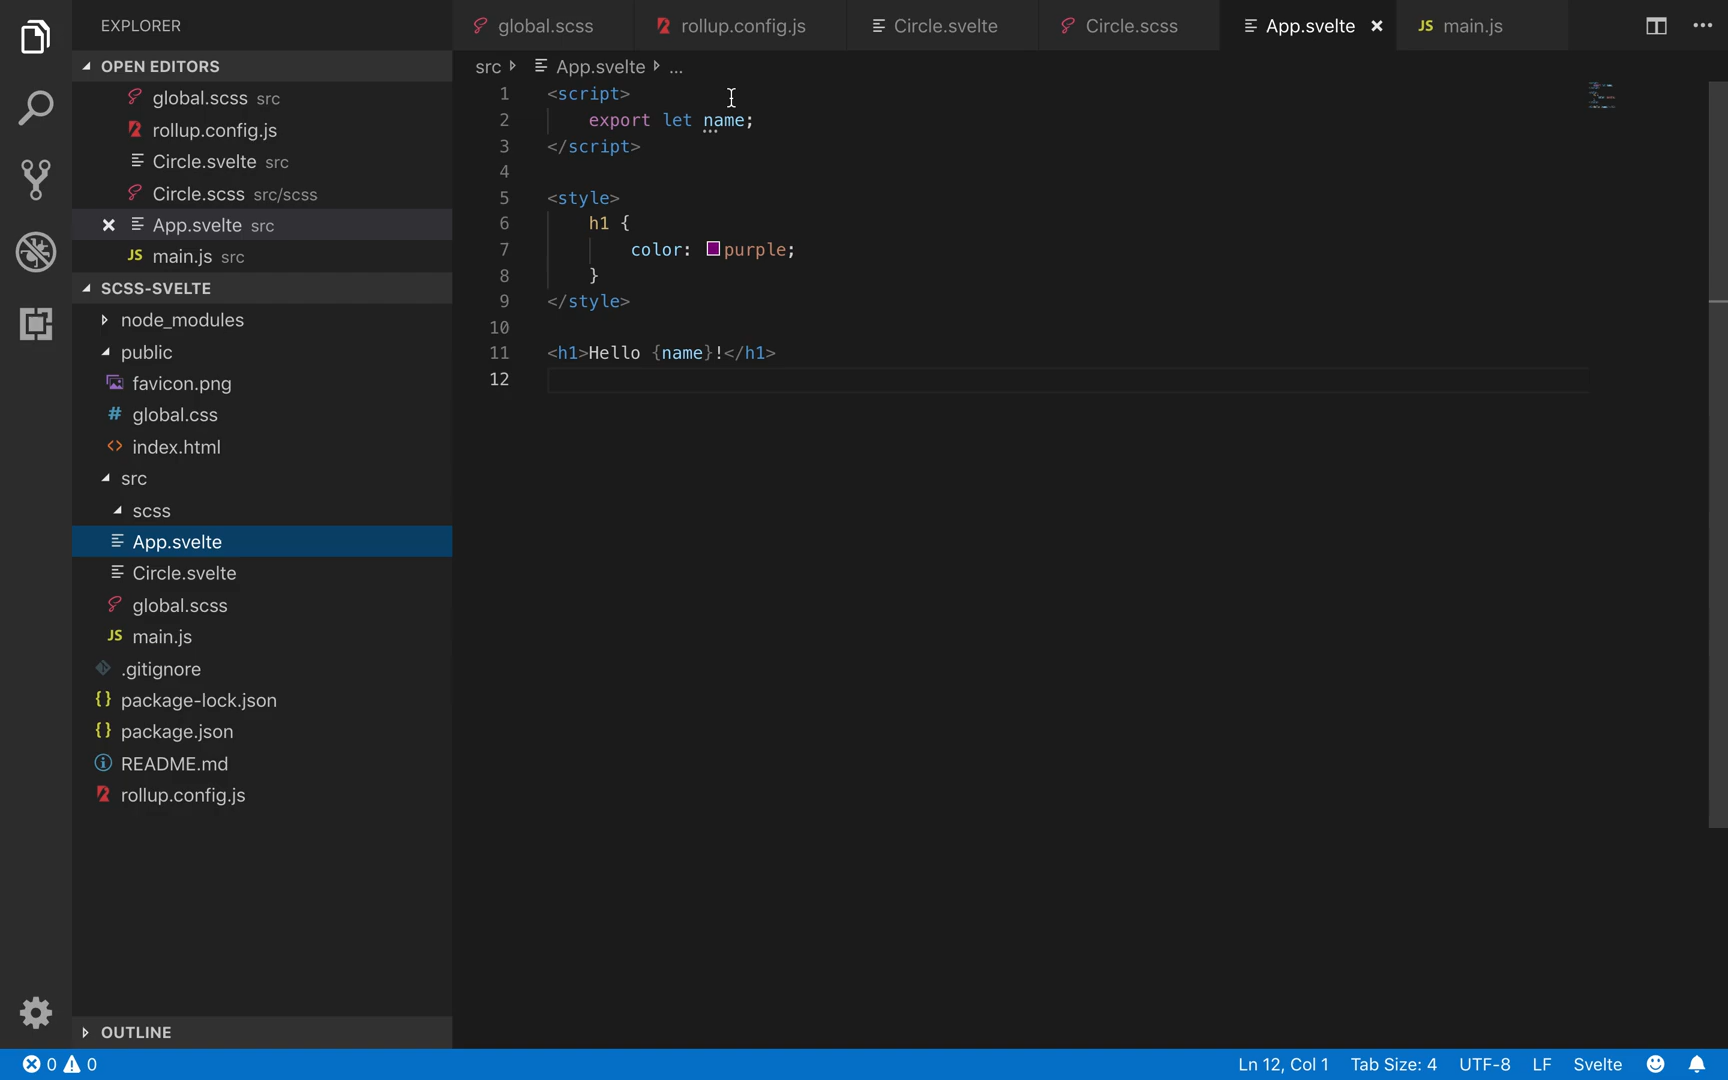 EXPLORER
OPEN EDITORS
global.scss src
rollup.config.js
Circle.svelte src
Circle.scss src/scss
App.svelte src
JS main.js src
SCSS-SVELTE
node_modules
public
favicon.png
# global.css
<> index.html
src
scss
App.svelte
Circle.svelte
global.scss
JS main.js
.gitignore
{} package-lock.json
{} package.json
README.md
rollup.config.js
OUTLINE
global.scss rollup.config.js Circle.svelte Circle.scss App.svelte JS main.js
src App.svelte ...
1 <script>
2 export let name;
3 </script>
4
5 <style>
6 h1 {
7 color: purple;
8 }
9 </style>
10
11 <h1>Hello {name}!</h1>
12
0 0 Ln 12, Col 1 Tab Size: 4 UTF-8 LF Svelte